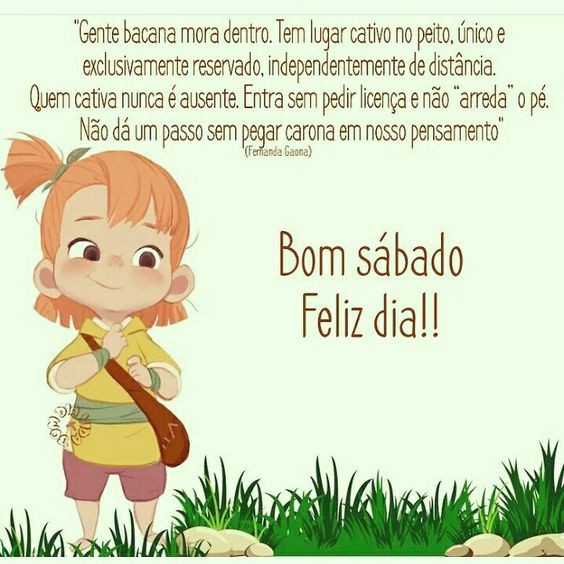 "Gente bacana mora dentro. Tem lugar cativo no peito, único e
exclusivamente reservado, independentemente de distância.
Quem cativa nunca é ausente. Entra sem pedir licença e não "arreda" o pé.
Não dá um passo sem pegar carona em nosso pensamento"
(Fernanda Gaona)
Bom sábado
Feliz dia!!